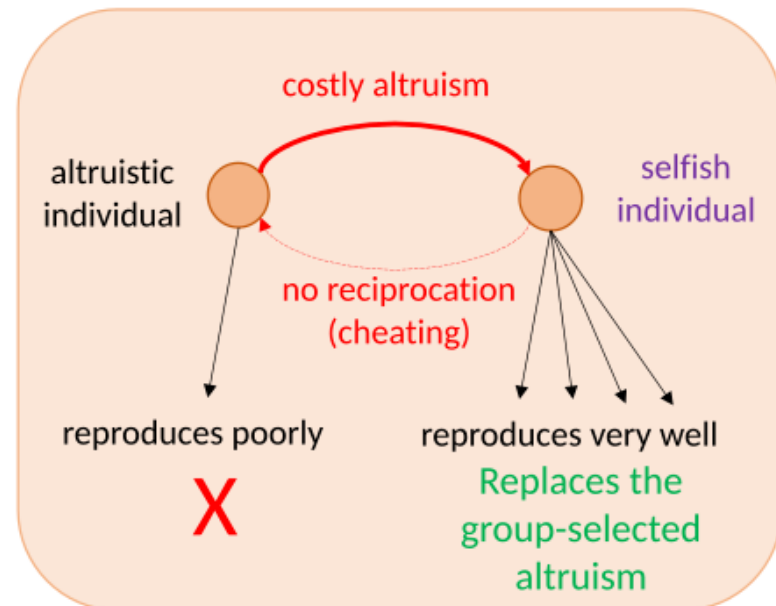 costly altruism
altruistic
individual
selfish
individual
no reciprocation
(cheating)
reproduces poorly
X
reproduces very well
Replaces the
group-selected
altruism